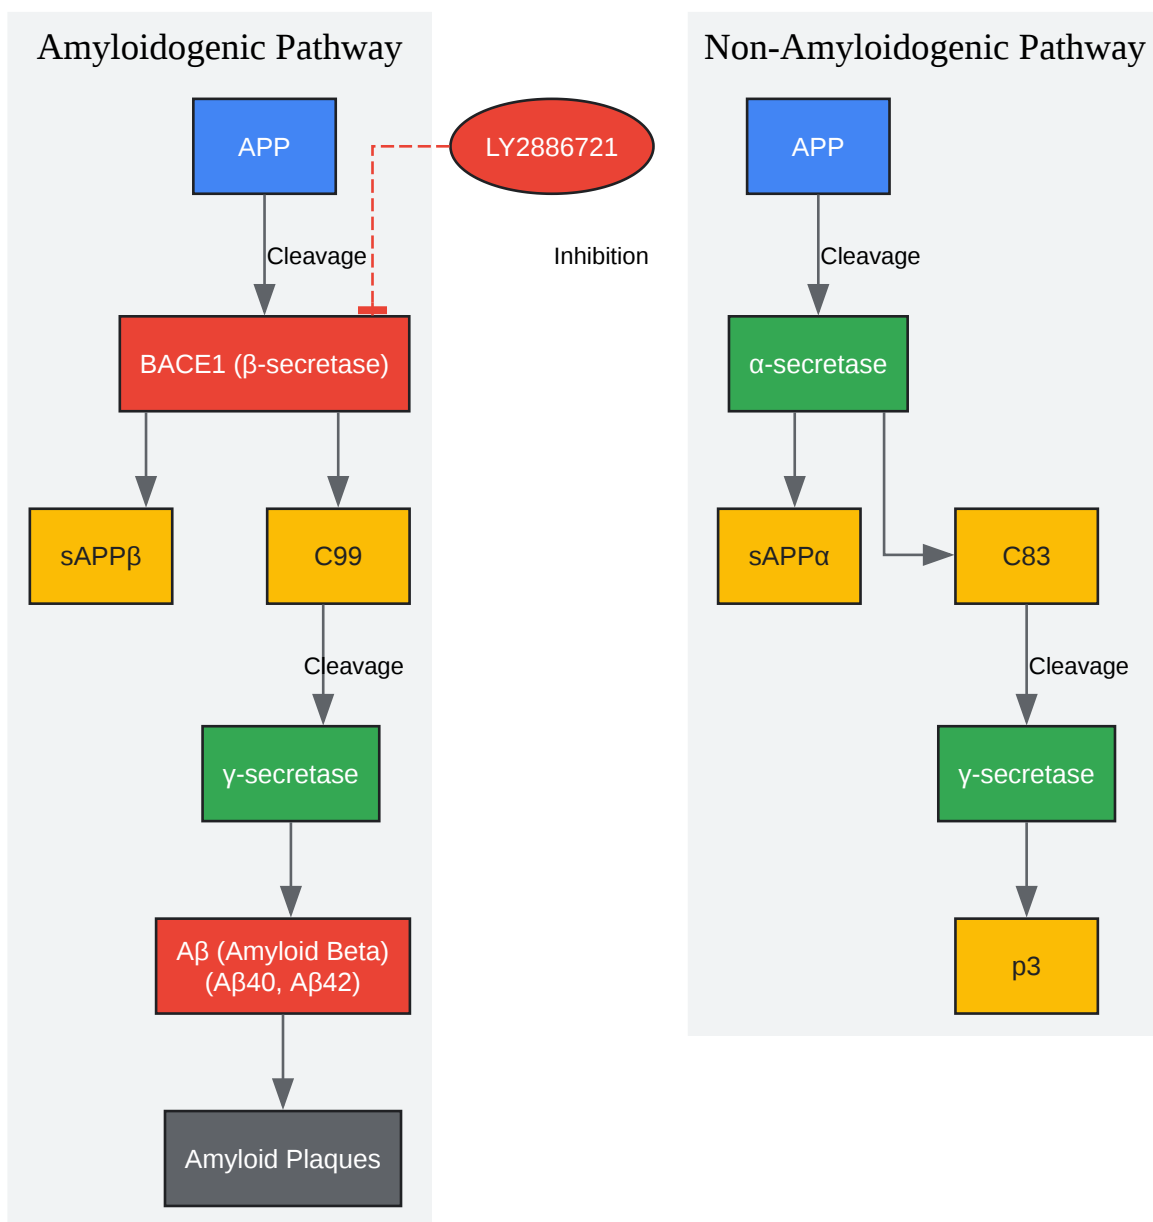 Amyloidogenic Pathway
APP
Cleavage
BACE1 (β-secretase)
sAPPβ
C99
Cleavage
γ-secretase
Aβ (Amyloid Beta)
(Aβ40, Aβ42)
Amyloid Plaques
LY2886721
Inhibition
Non-Amyloidogenic Pathway
APP
Cleavage
α-secretase
sAPPα
C83
Cleavage
γ-secretase
p3